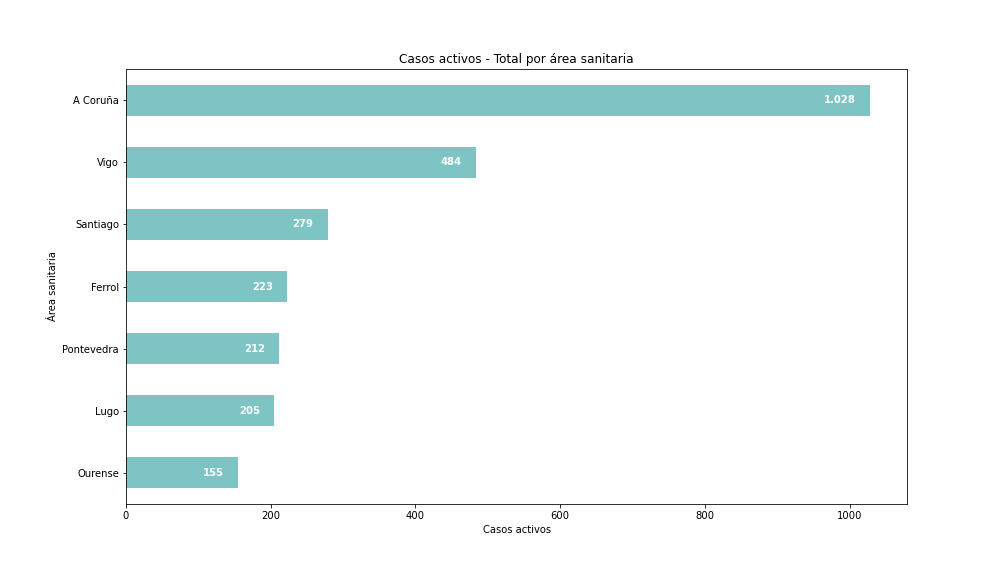 Casos activos - Total por área sanitaria
A Coruña 1.028
Vigo 484
Santiago 279
Ferrol 223
Pontevedra 212
Lugo 205
Ourense 155
Área sanitaria
0 200 400 600 800 1000
Casos activos